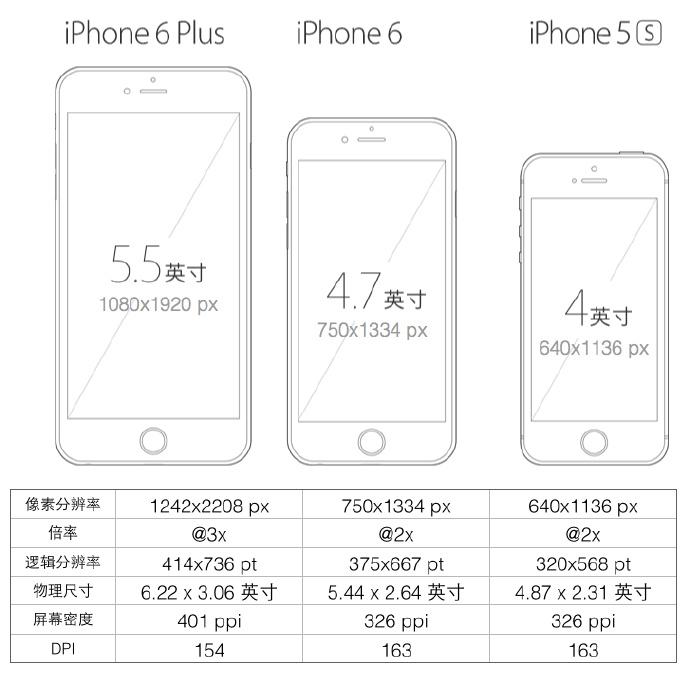 iPhone 6 Plus
iPhone 6
iPhone 5 S
5.5英寸
1080x1920 px
4.7英寸
750x1334 px
4英寸
640x1136 px
像素分辨率 1242x2208 px 750x1334 px 640x1136 px
倍率 @3x @2x @2x
逻辑分辨率 414x736 pt 375x667 pt 320x568 pt
物理尺寸 6.22 x 3.06 英寸 5.44 x 2.64 英寸 4.87 x 2.31 英寸
屏幕密度 401 ppi 326 ppi 326 ppi
DPI 154 163 163